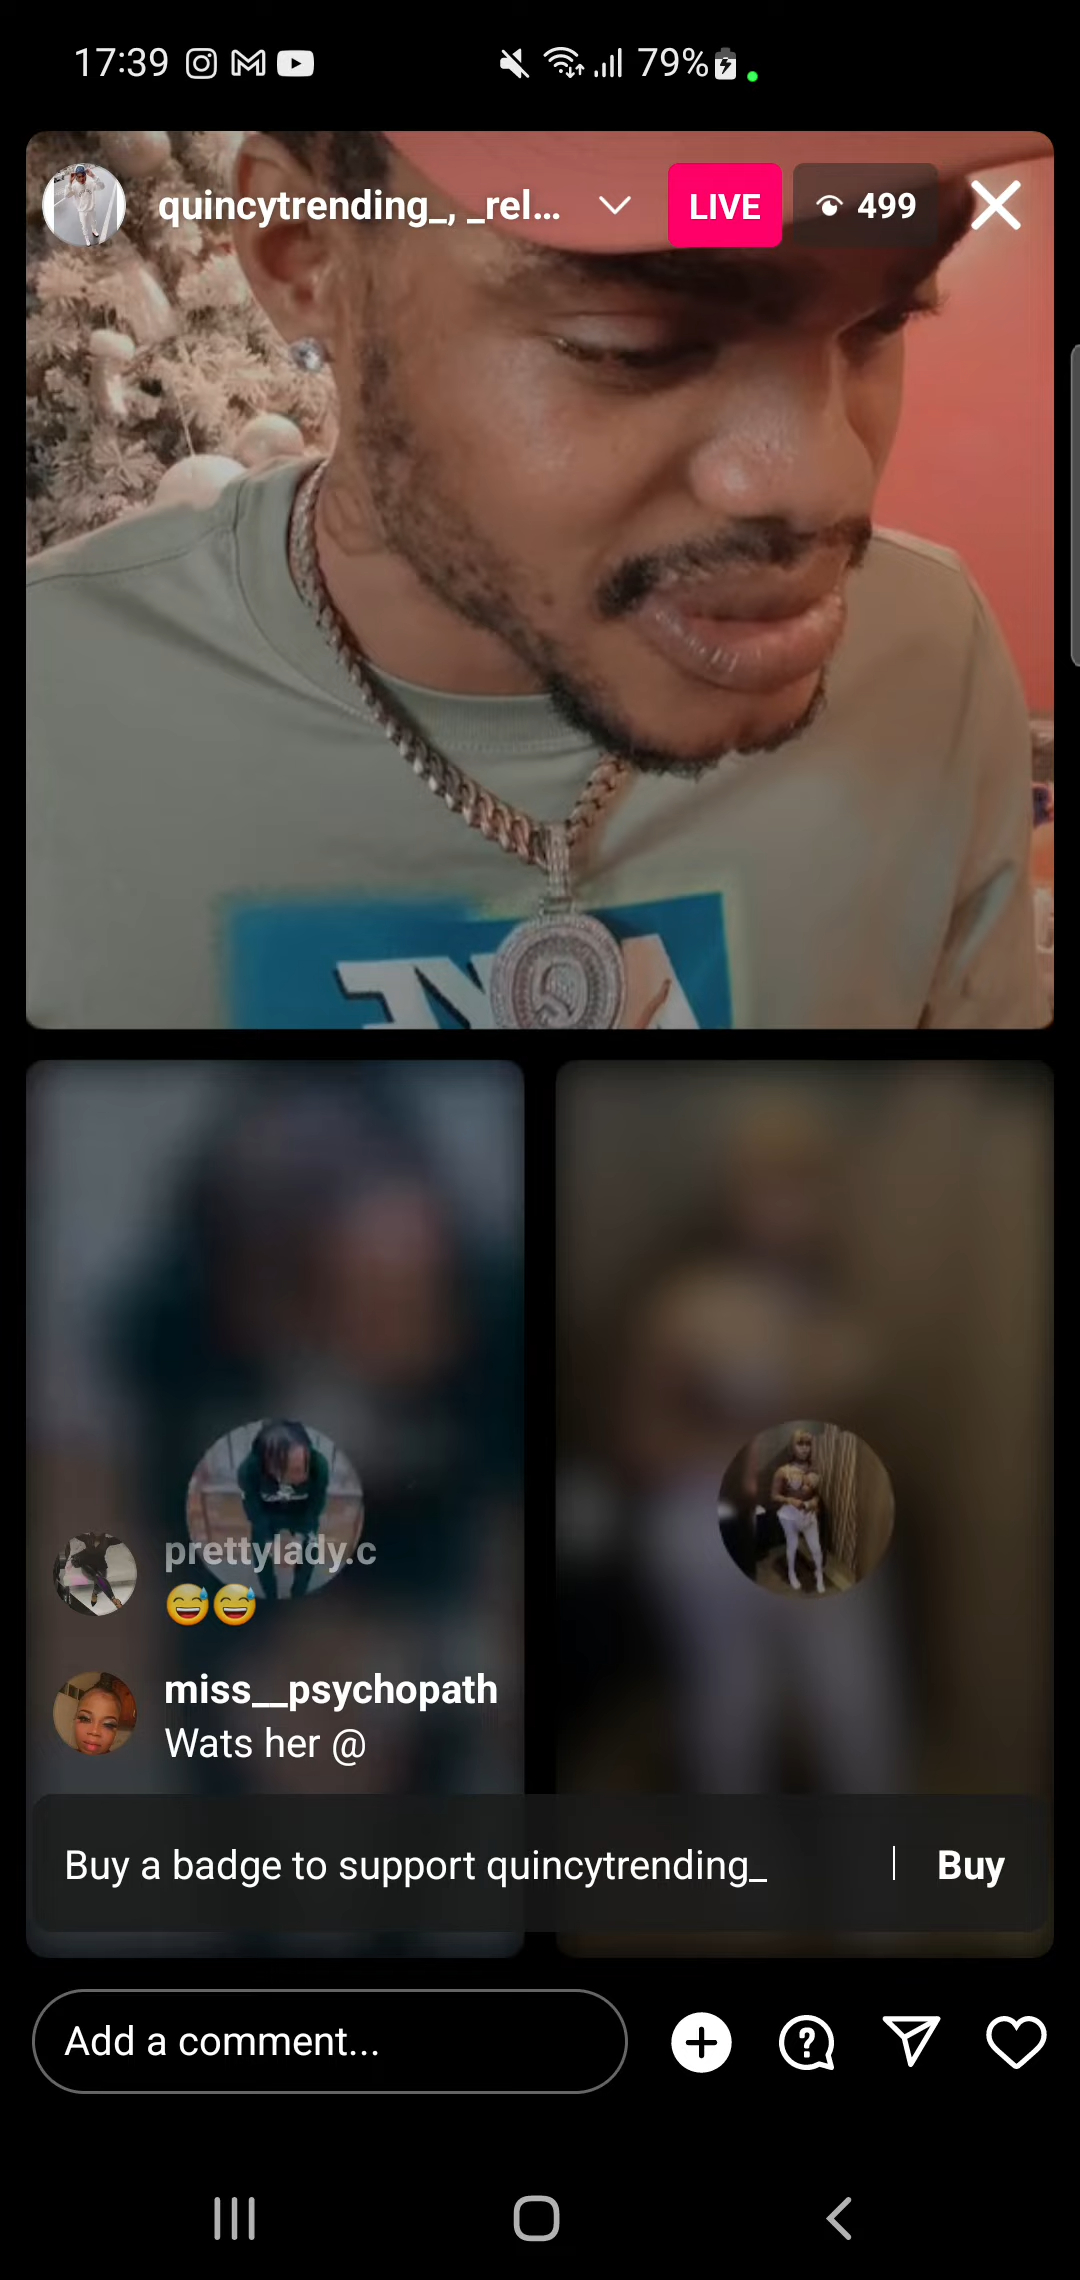 17:39 79%
quincytrending_, _rel... LIVE 499
prettylady.c
😅😅
miss__psychopath
Wats her @
Buy a badge to support quincytrending_ | Buy
Add a comment...